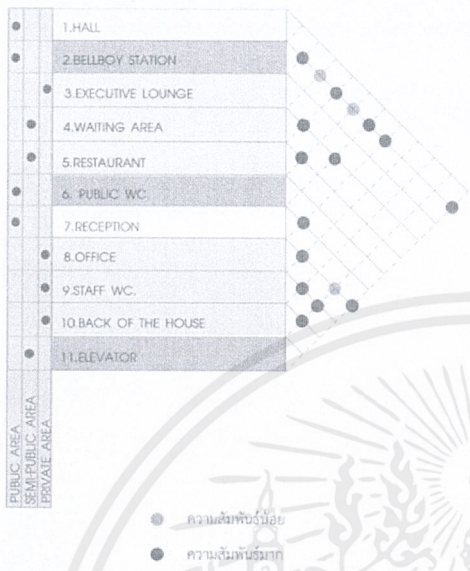 1.HALL
2.BELLBOY STATION
3.EXECUTIVE LOUNGE
4.WAITING AREA
5.RESTAURANT
6. PUBLIC WC
7.RECEPTION
8.OFFICE
9.STAFF WC.
10.BACK OF THE HOUSE
11.ELEVATOR
PUBLIC AREA
SEMI-PUBLIC AREA
PRIVATE AREA
ความสัมพันธ์น้อย
ความสัมพันธ์มาก